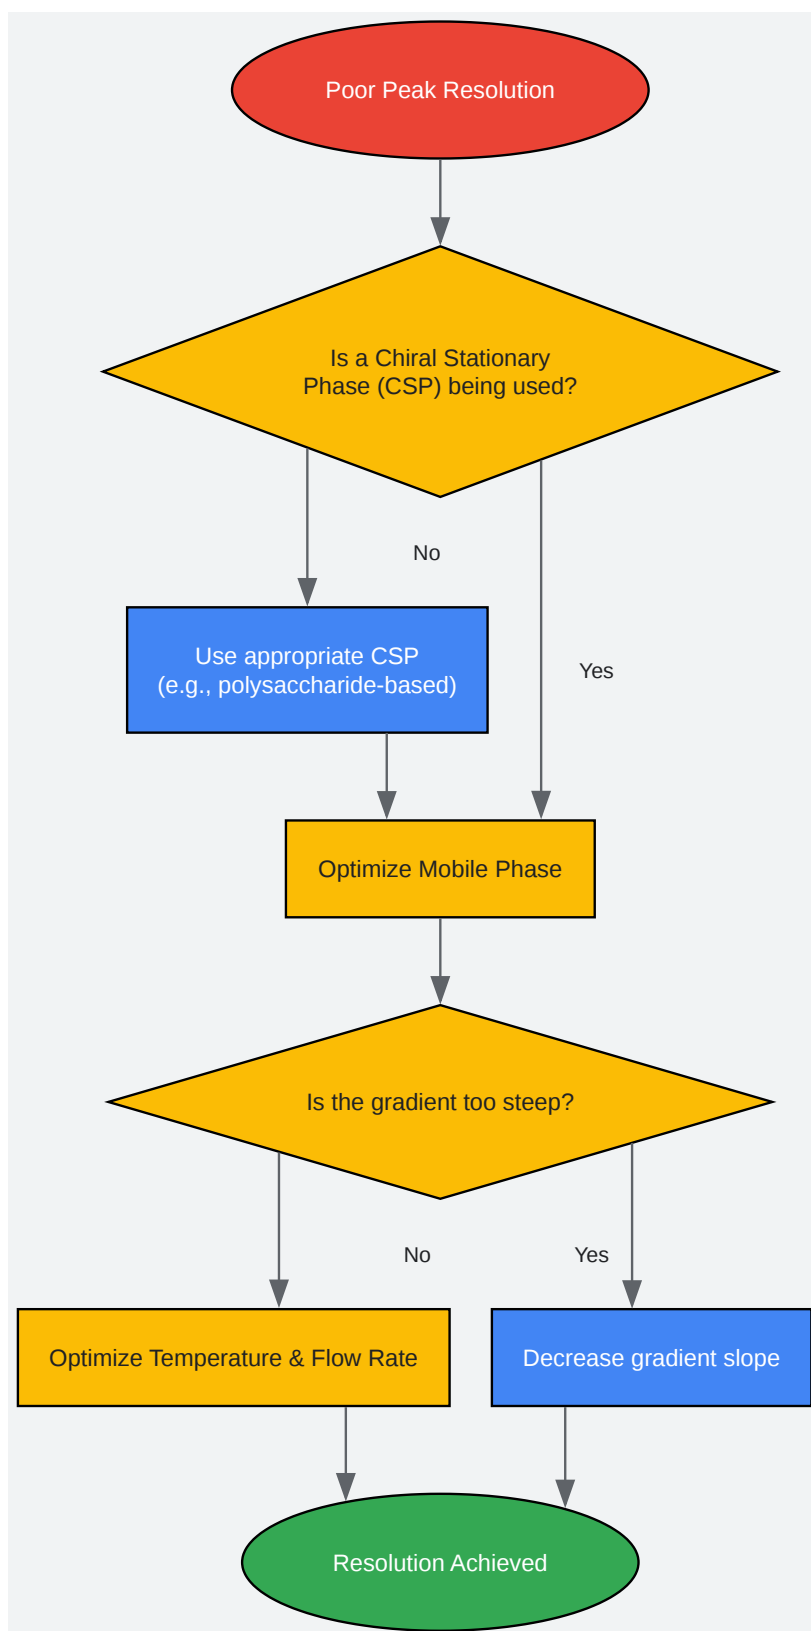 Poor Peak Resolution
Is a Chiral Stationary
Phase (CSP) being used?
No
Use appropriate CSP
(e.g., polysaccharide-based)
Yes
Optimize Mobile Phase
Is the gradient too steep?
No
Yes
Optimize Temperature & Flow Rate
Decrease gradient slope
Resolution Achieved